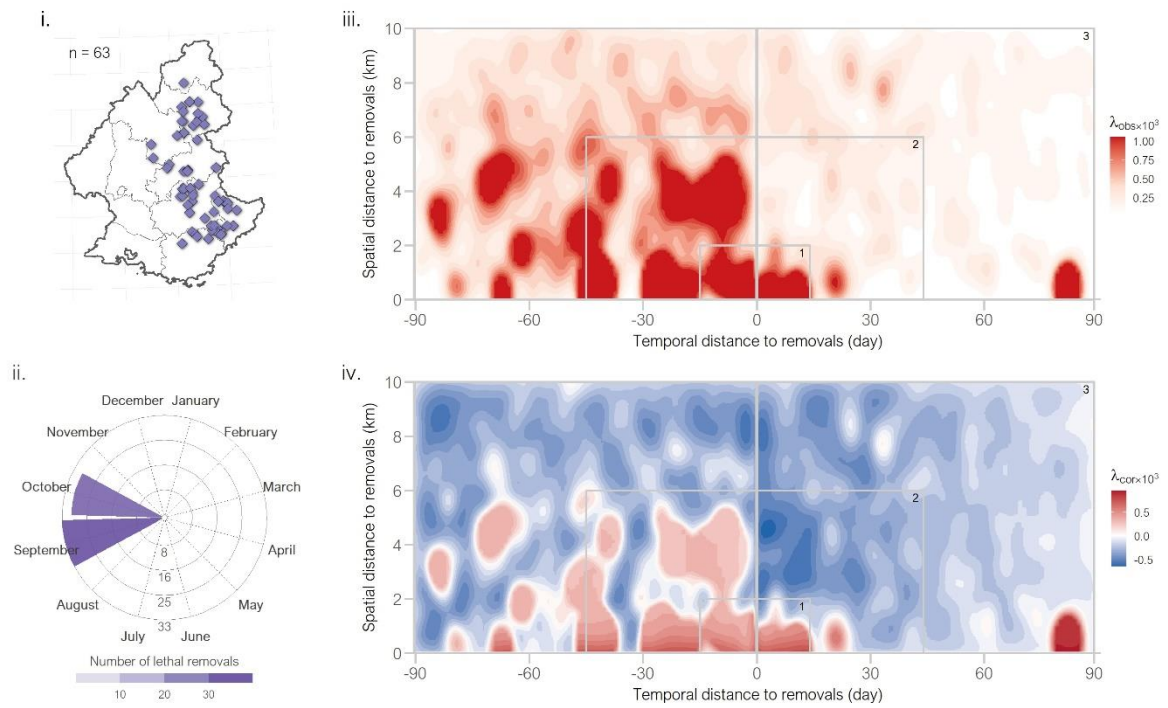 i.
n = 63
ii.
December January
November February
October March
September April
August May
July June
8
16
25
33
Number of lethal removals
10 20 30
iii.
Spatial distance to removals (km)
10
8
6
4
2
0
3
2
1
-90 -60 -30 0 30 60 90
Temporal distance to removals (day)
λobs×10³
1.00
0.75
0.50
0.25
iv.
Spatial distance to removals (km)
10
8
6
4
2
0
3
2
1
-90 -60 -30 0 30 60 90
Temporal distance to removals (day)
λcor×10³
0.5
0.0
-0.5